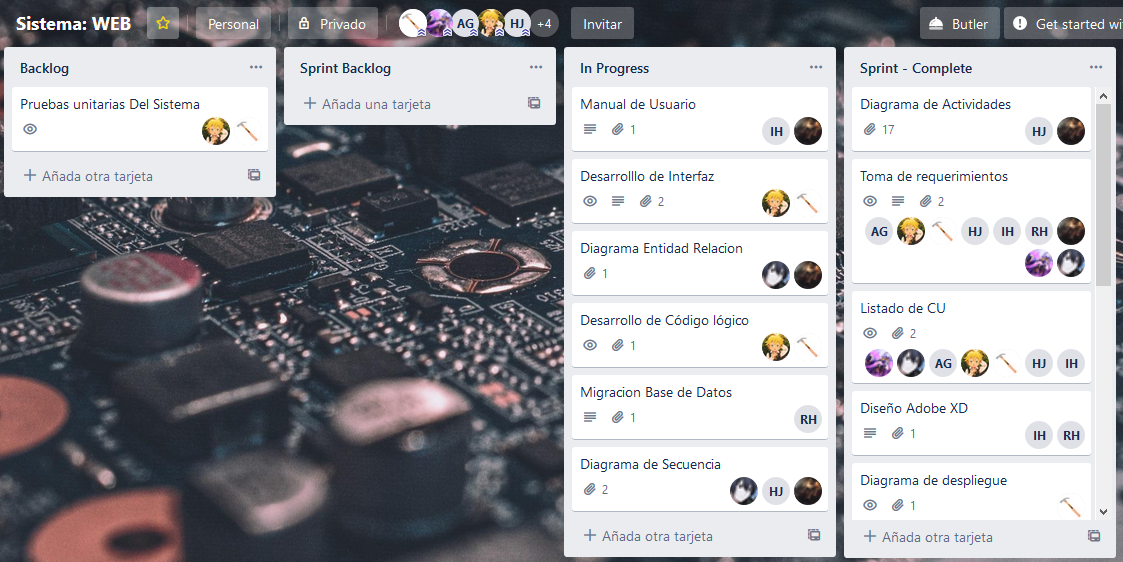 Sistema: WEB
Personal
Privado
AG
HJ
+4
Invitar
Butler
Get started wi
Backlog
Pruebas unitarias Del Sistema
Añada otra tarjeta
Sprint Backlog
Añada una tarjeta
In Progress
Manual de Usuario
1
IH
Desarrolllo de Interfaz
2
Diagrama Entidad Relacion
1
Desarrollo de Código lógico
1
Migracion Base de Datos
1
RH
Diagrama de Secuencia
2
HJ
Añada otra tarjeta
Sprint - Complete
Diagrama de Actividades
17
HJ
Toma de requerimientos
2
AG
HJ
IH
RH
Listado de CU
2
AG
HJ
IH
Diseño Adobe XD
1
IH
RH
Diagrama de despliegue
1
Añada otra tarjeta